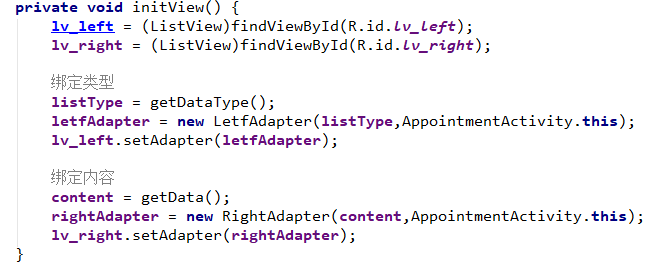 private void initView() {
lv_left = (ListView)findViewById(R.id.lv_left);
lv_right = (ListView)findViewById(R.id.lv_right);
绑定类型
listType = getDataType();
letfAdapter = new LetfAdapter(listType,AppointmentActivity.this);
lv_left.setAdapter(letfAdapter);
绑定内容
content = getData();
rightAdapter = new RightAdapter(content,AppointmentActivity.this);
lv_right.setAdapter(rightAdapter);
}